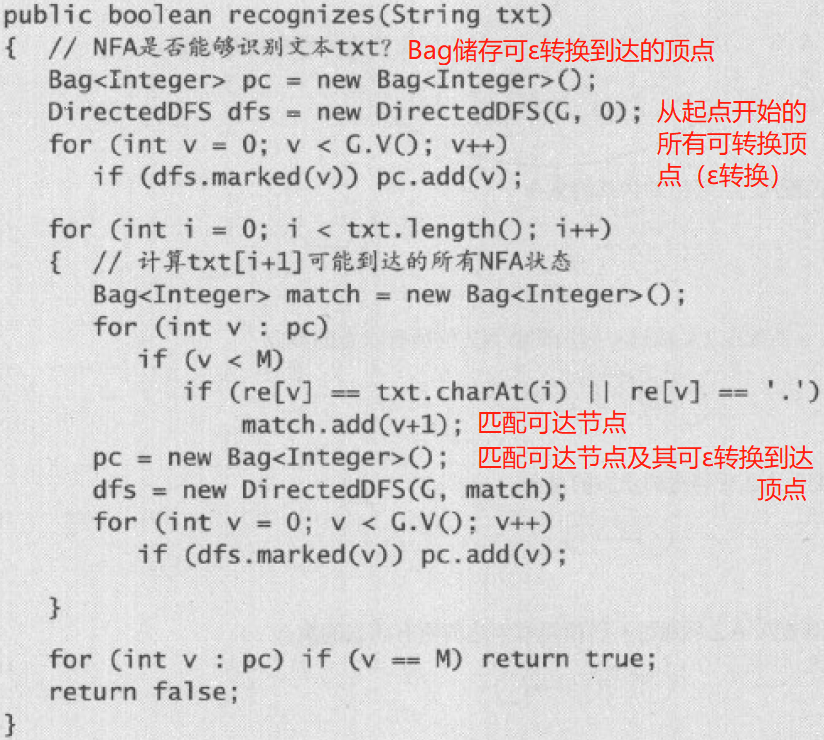 public boolean recognizes(String txt)
{ // NFA是否能够识别文本txt? Bag储存可ε转换到达的顶点
Bag<Integer> pc = new Bag<Integer>();
DirectedDFS dfs = new DirectedDFS(G, 0); 从起点开始的
for (int v = 0; v < G.V(); v++) 所有可转换顶
if (dfs.marked(v)) pc.add(v); 点（ε转换）
for (int i = 0; i < txt.length(); i++)
{ // 计算txt[i+1]可能到达的所有NFA状态
Bag<Integer> match = new Bag<Integer>();
for (int v : pc)
if (v < M)
if (re[v] == txt.charAt(i) || re[v] == '.')
match.add(v+1); 匹配可达节点
pc = new Bag<Integer>(); 匹配可达节点及其可ε转换到达
dfs = new DirectedDFS(G, match); 顶点
for (int v = 0; v < G.V(); v++)
if (dfs.marked(v)) pc.add(v);
}
for (int v : pc) if (v == M) return true;
return false;
}